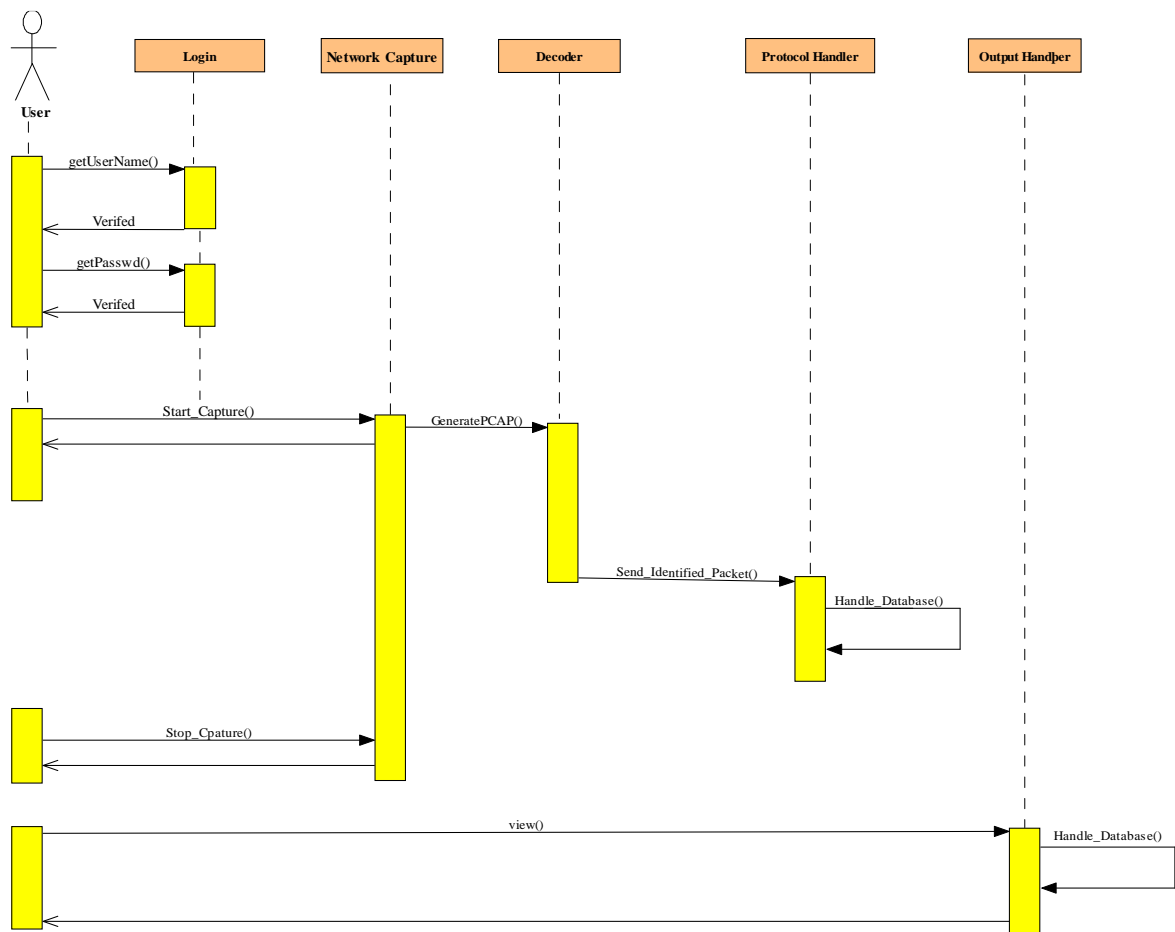 Login
Network Capture
Decoder
Protocol Handler
Output Handler
User
getUserName()
Verifed
getPasswd()
Verifed
Start_Capture()
GeneratePCAP()
Send_Identified_Packet()
Handle_Database()
Stop_Cpature()
view()
Handle_Database()